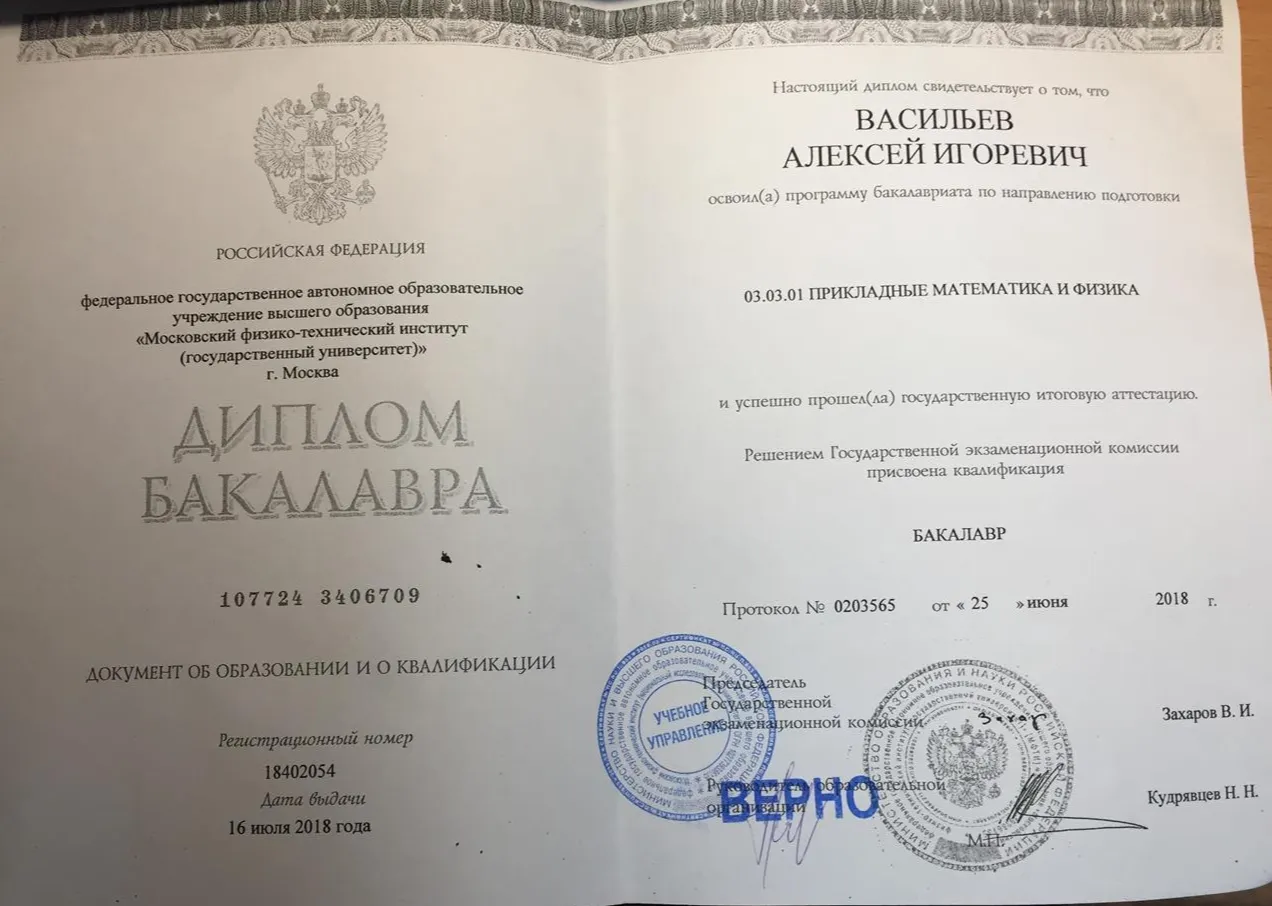 РОССИЙСКАЯ ФЕДЕРАЦИЯ
федеральное государственное автономное образовательное
учреждение высшего образования
«Московский физико-технический институт
(государственный университет)»
г. Москва
ДИПЛОМ
БАКАЛАВРА
107724 3406709
ДОКУМЕНТ ОБ ОБРАЗОВАНИИ И О КВАЛИФИКАЦИИ
Регистрационный номер
18402054
Дата выдачи
16 июля 2018 года
Настоящий диплом свидетельствует о том, что
ВАСИЛЬЕВ
АЛЕКСЕЙ ИГОРЕВИЧ
освоил(а) программу бакалавриата по направлению подготовки
03.03.01 ПРИКЛАДНЫЕ МАТЕМАТИКА И ФИЗИКА
и успешно прошел(ла) государственную итоговую аттестацию.
Решением Государственной экзаменационной комиссии
присвоена квалификация
БАКАЛАВР
Протокол № 0203565 от « 25 » июня 2018 г.
Председатель
Государственной
экзаменационной комиссии
Захаров В. И.
Руководитель образовательной
организации
Кудрявцев Н. Н.
М.П.
УЧЕБНОЕ
УПРАВЛЕНИЕ
ВЕРНО